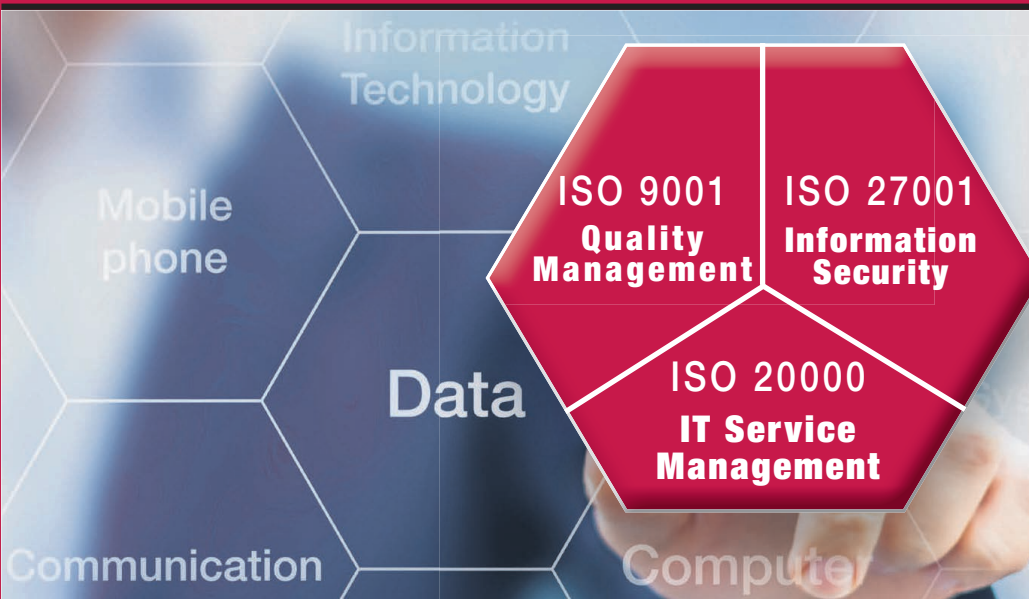 Information
Technology
Mobile
phone
Data
Communication
Computer
ISO 9001
Quality
Management
ISO 27001
Information
Security
ISO 20000
IT Service
Management